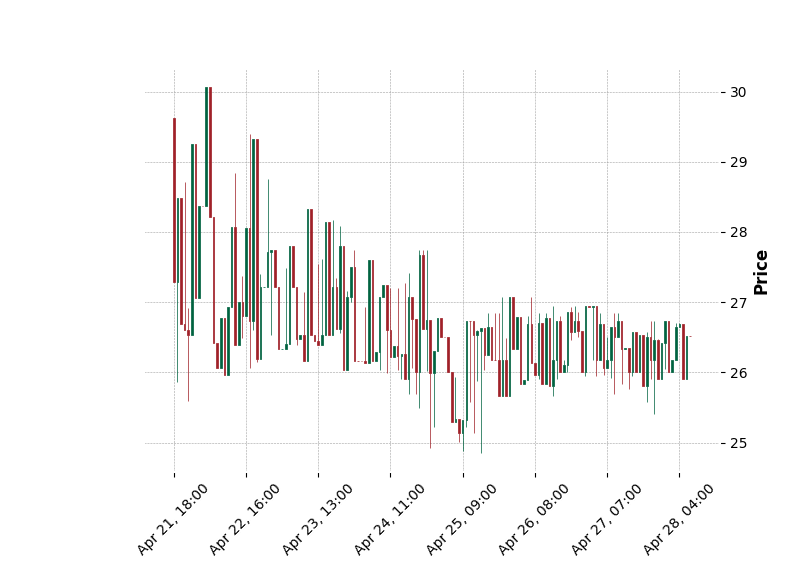 30
29
28
27
26
25
Price
Apr 21, 18:00
Apr 22, 16:00
Apr 23, 13:00
Apr 24, 11:00
Apr 25, 09:00
Apr 26, 08:00
Apr 27, 07:00
Apr 28, 04:00